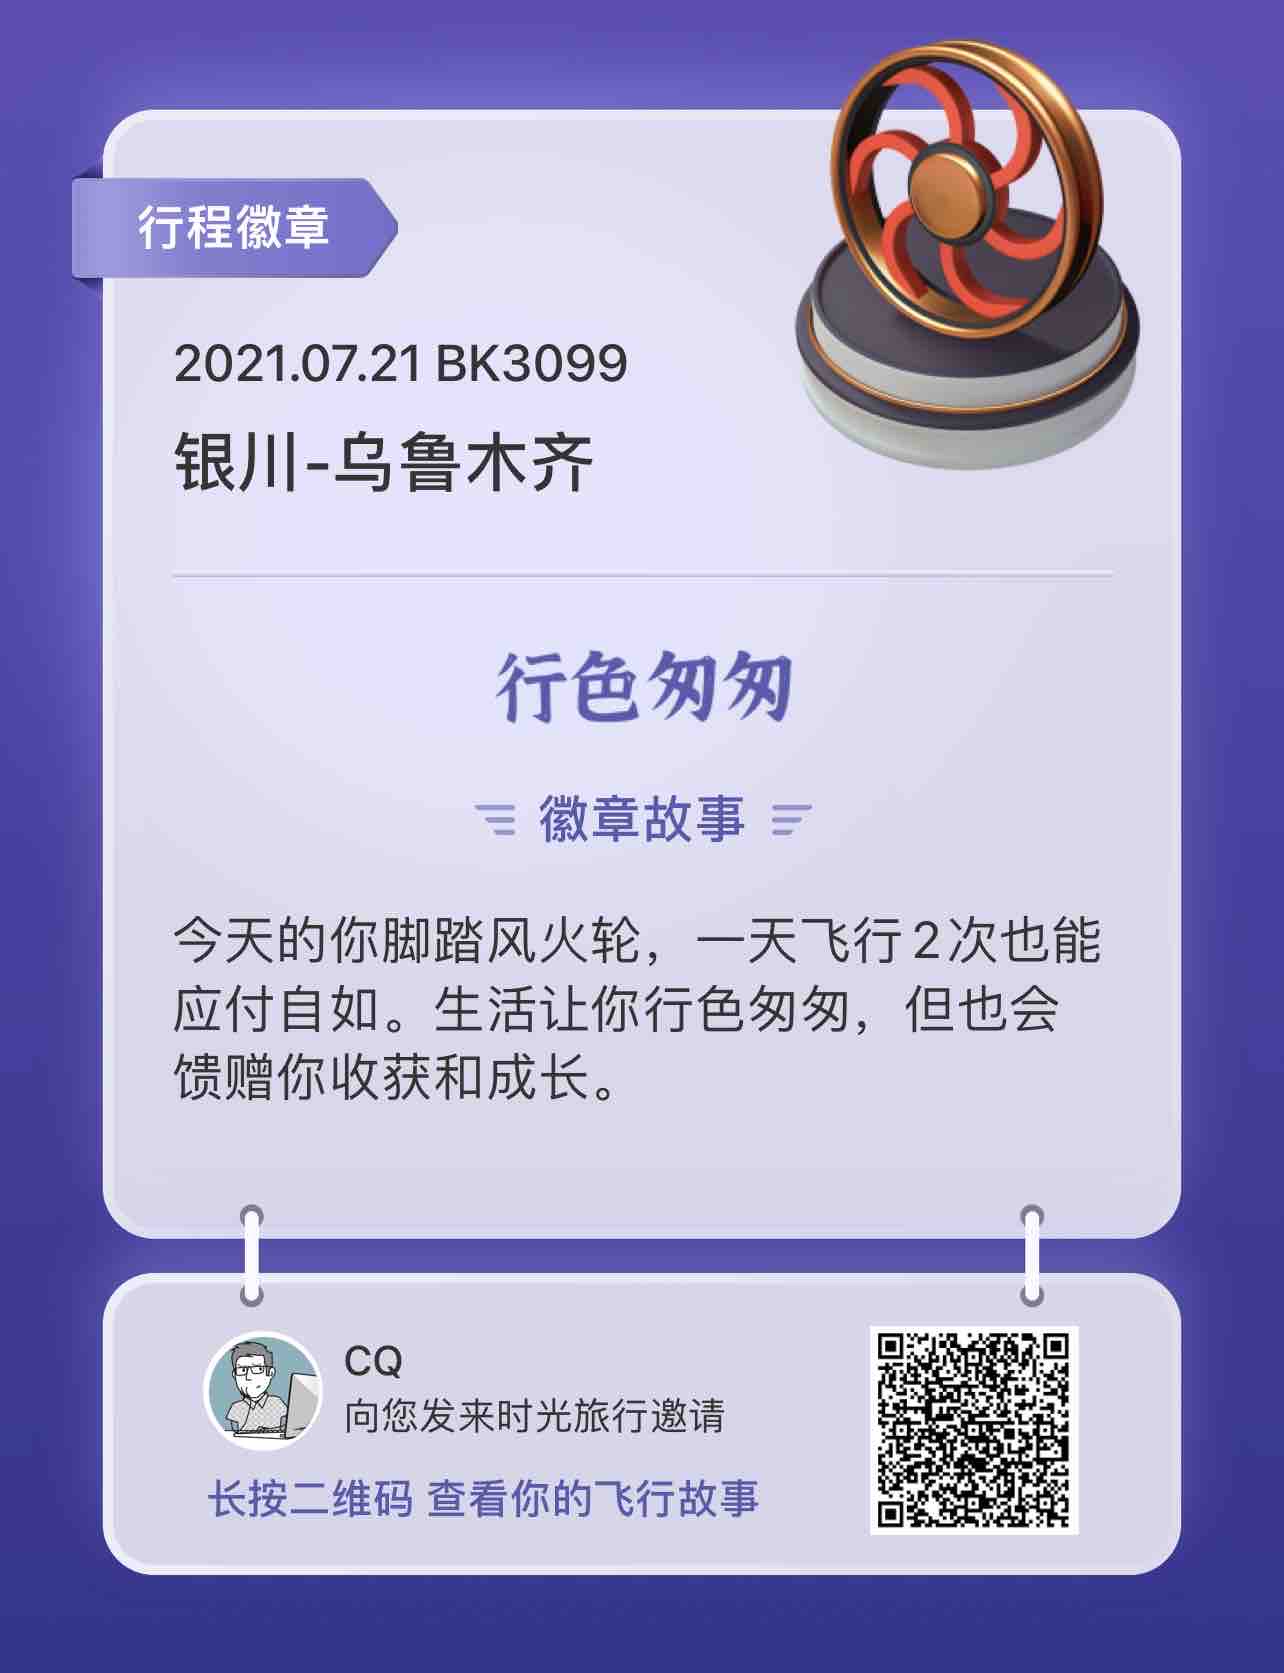 行程徽章
2021.07.21 BK3099
银川-乌鲁木齐
行色匆匆
徽章故事
今天的你脚踏风火轮，一天飞行2次也能
应付自如。生活让你行色匆匆，但也会
馈赠你收获和成长。
CQ
向您发来时光旅行邀请
长按二维码 查看你的飞行故事